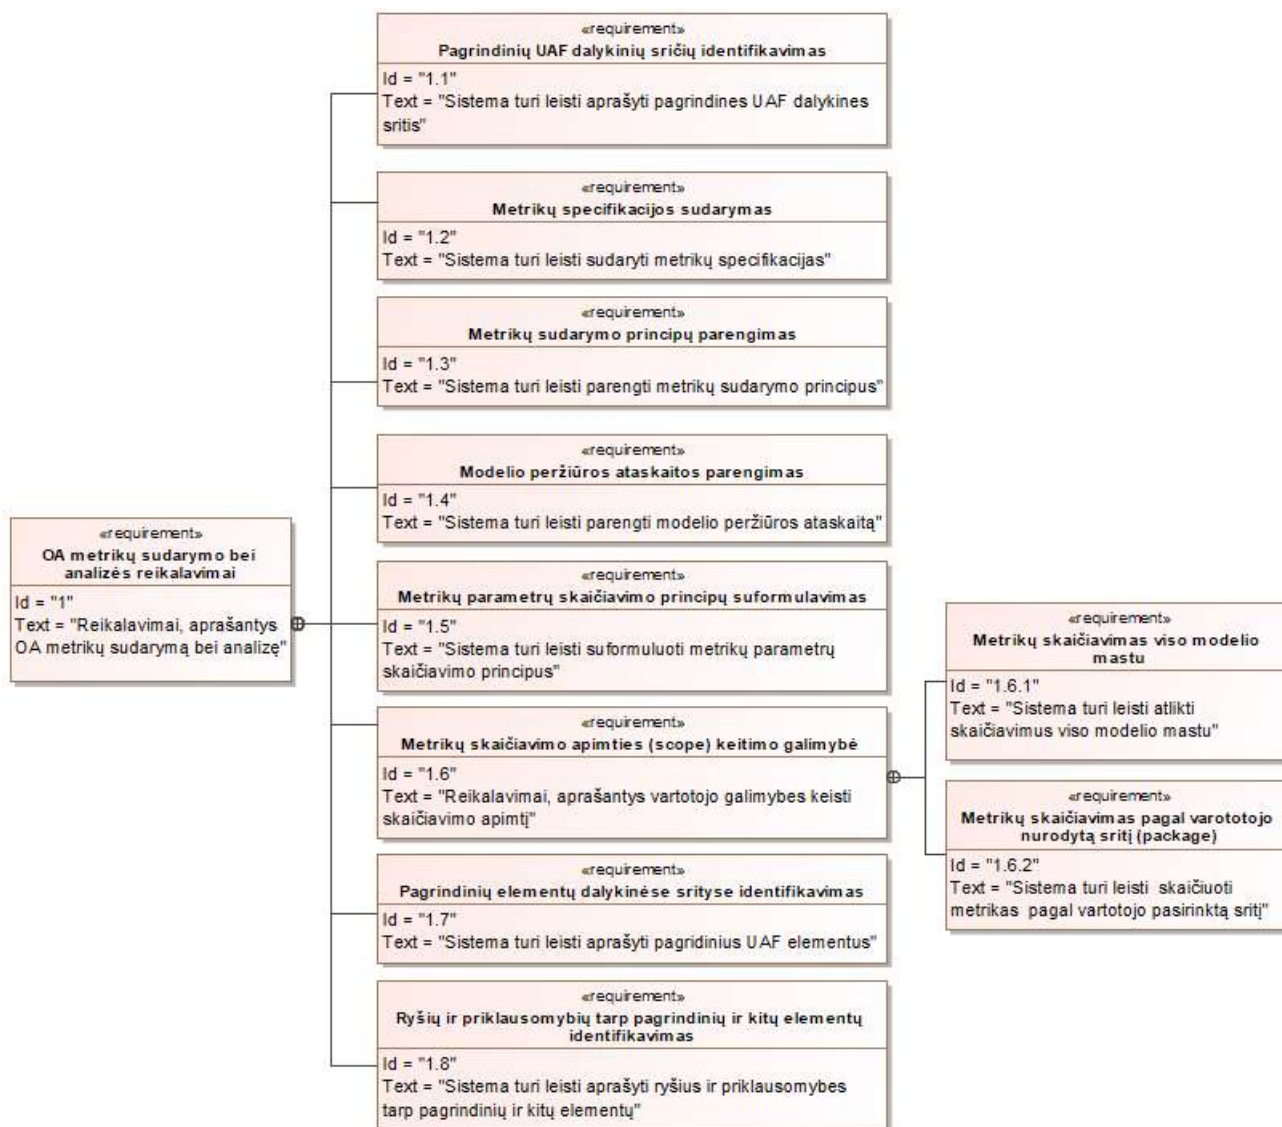 «requirement»
Pagrindinių UAF dalykinių sričių identifikavimas
Id = "1.1"
Text = "Sistema turi leisti aprašyti pagrindines UAF dalykines
sritis"
«requirement»
Metrikų specifikacijos sudarymas
Id = "1.2"
Text = "Sistema turi leisti sudaryti metrikų specifikacijas"
«requirement»
Metrikų sudarymo principų parengimas
Id = "1.3"
Text = "Sistema turi leisti parengti metrikų sudarymo principus"
«requirement»
Modelio peržiūros ataskaitos parengimas
Id = "1.4"
Text = "Sistema turi leisti parengti modelio peržiūros ataskaitą"
«requirement»
OA metrikų sudarymo bei
analizės reikalavimai
Id = "1"
Text = "Reikalavimai, aprašantys
OA metrikų sudarymą bei analizę"
«requirement»
Metrikų parametrų skaičiavimo principų suformulavimas
Id = "1.5"
Text = "Sistema turi leisti suformuluoti metrikų parametrų
skaičiavimo principus"
«requirement»
Metrikų skaičiavimo apimties (scope) keitimo galimybė
Id = "1.6"
Text = "Reikalavimai, aprašantys vartotojo galimybes keisti
skaičiavimo apimtį"
«requirement»
Metrikų skaičiavimas viso modelio
mastu
Id = "1.6.1"
Text = "Sistema turi leisti atlikti
skaičiavimus viso modelio mastu"
«requirement»
Metrikų skaičiavimas pagal varototojo
nurodytą sritį (package)
Id = "1.6.2"
Text = "Sistema turi leisti  skaičiuoti
metrikas  pagal vartotojo pasirinktą sritį"
«requirement»
Pagrindinių elementų dalykinėse srityse identifikavimas
Id = "1.7"
Text = "Sistema turi leisti aprašyti pagridinius UAF elementus"
«requirement»
Ryšių ir priklausomybių tarp pagrindinių ir kitų elementų
identifikavimas
Id = "1.8"
Text = "Sistema turi leisti aprašyti ryšius ir priklausomybes
tarp pagrindinių ir kitų elementų"